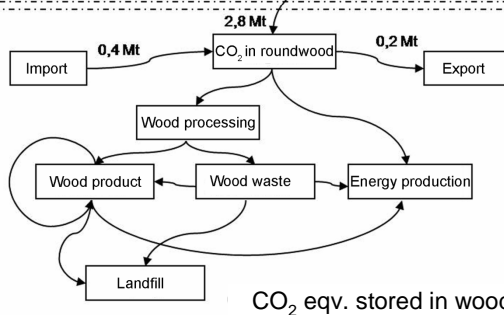 2,8 Mt
0,4 Mt
CO₂ in roundwood
0,2 Mt
Import
Export
Wood processing
Wood product
Wood waste
Energy production
Landfill
CO₂ eqv. stored in wood